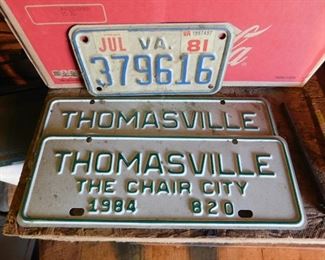 JUL VA. 81
379616
THOMASVILLE
THOMASVILLE
THE CHAIR CITY
1984 820